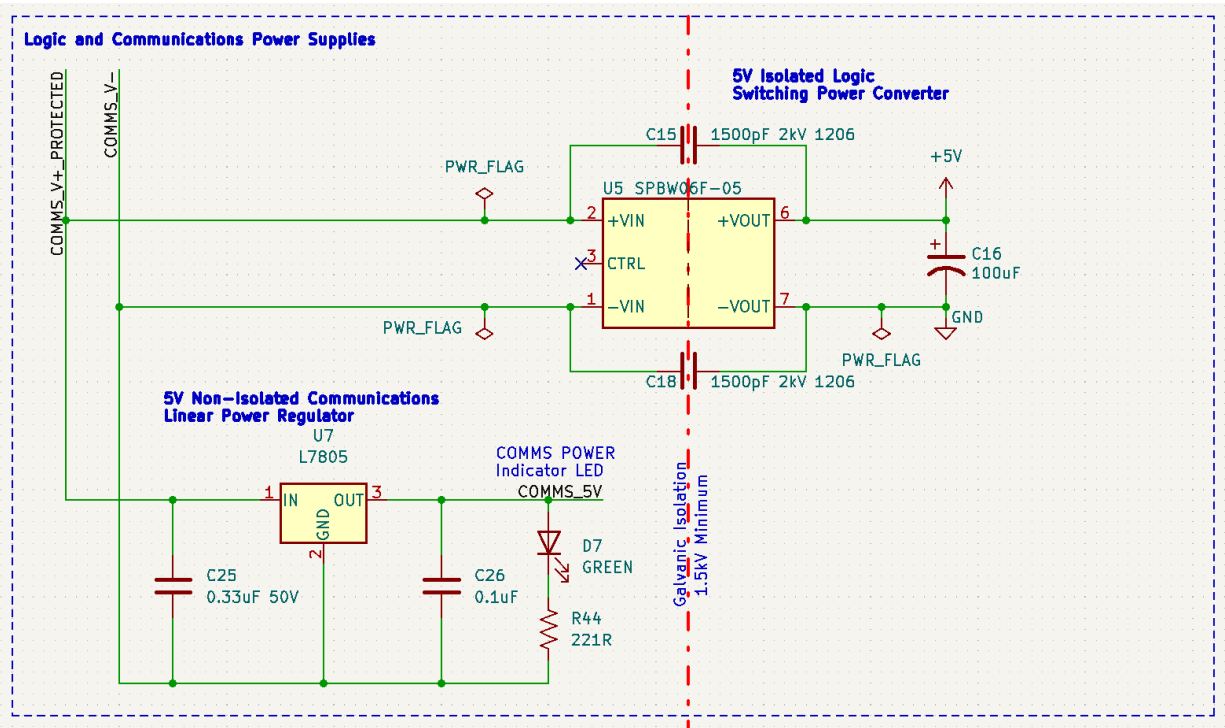 Logic and Communications Power Supplies
COMMS_V+_PROTECTED
COMMS_V-
5V Isolated Logic
Switching Power Converter
C15
1500pF 2kV 1206
PWR_FLAG
+5V
U5 SPBW06F-05
2
+VIN
+VOUT
6
3
CTRL
+
C16
100uF
1
-VIN
-VOUT
7
GND
PWR_FLAG
PWR_FLAG
C18
1500pF 2kV 1206
5V Non-Isolated Communications
Linear Power Regulator
U7
L7805
COMMS POWER
Indicator LED
COMMS_5V
1
IN
OUT
3
GND
2
D7
GREEN
C25
0.33uF 50V
C26
0.1uF
R44
221R
Galvanic Isolation
1.5kV Minimum